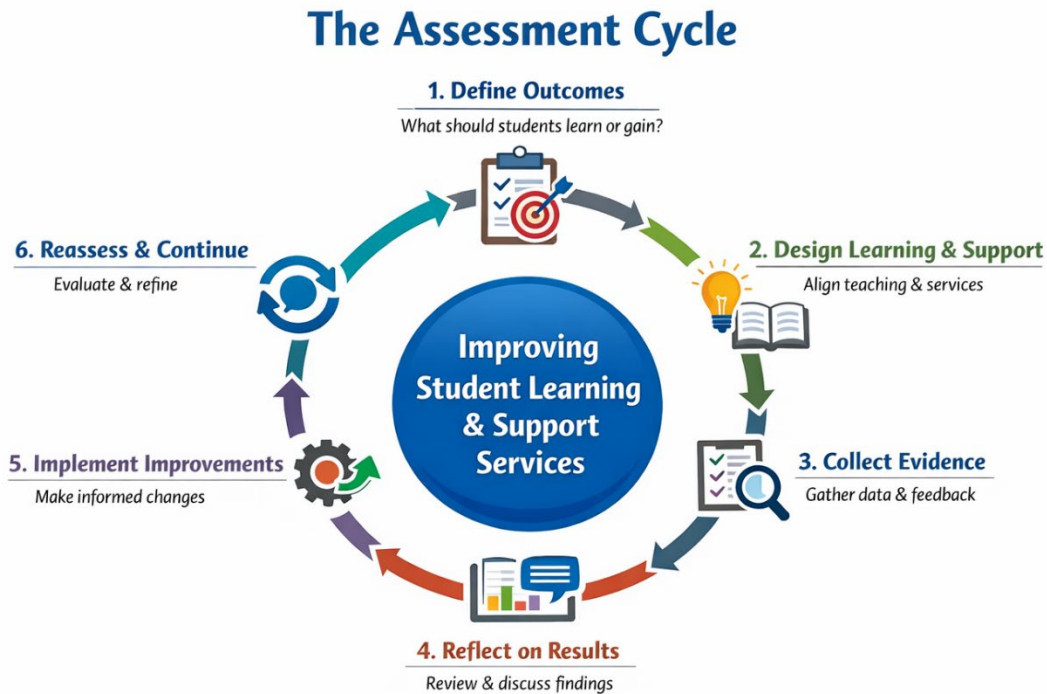 The Assessment Cycle
1. Define Outcomes
What should students learn or gain?
2. Design Learning & Support
Align teaching & services
3. Collect Evidence
Gather data & feedback
4. Reflect on Results
Review & discuss findings
5. Implement Improvements
Make informed changes
6. Reassess & Continue
Evaluate & refine
Improving
Student Learning
& Support
Services